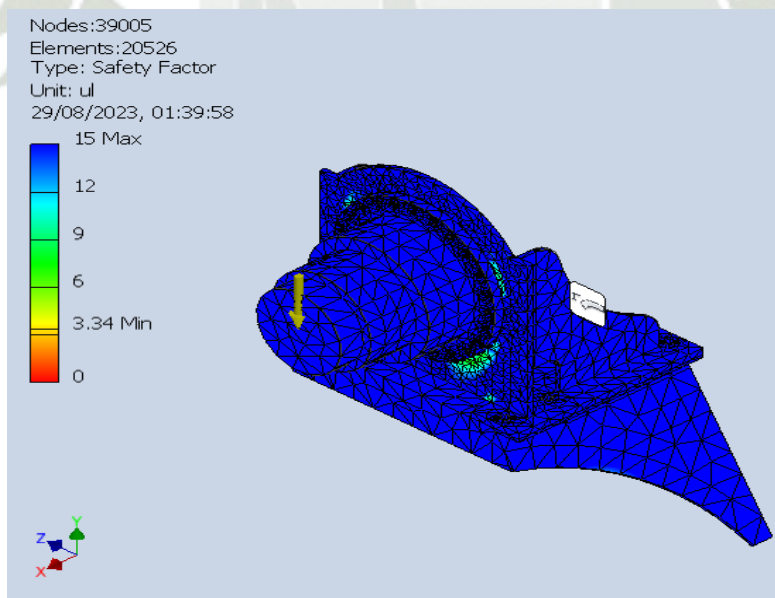 Nodes:39005
Elements:20526
Type: Safety Factor
Unit: ul
29/08/2023, 01:39:58
15 Max
12
9
6
3.34 Min
0
Y
Z
X